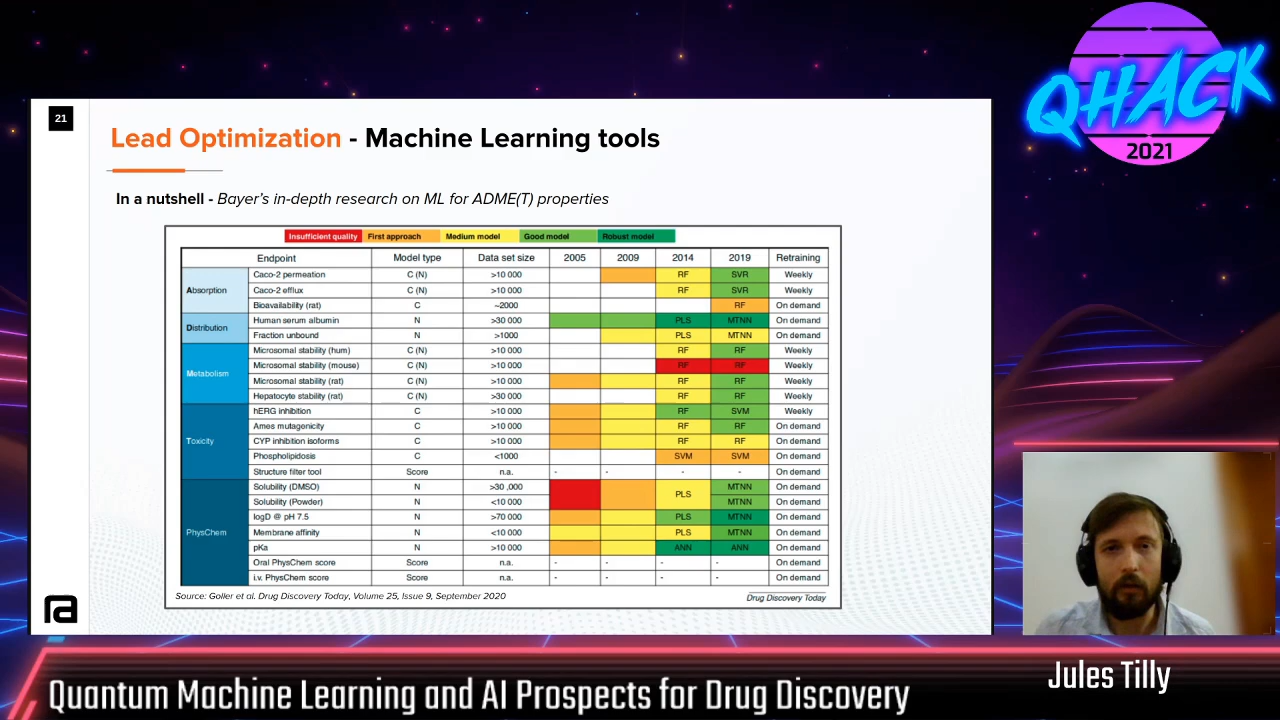 QHACK
2021
21
Lead Optimization - Machine Learning tools
In a nutshell - Bayer's in-depth research on ML for ADME(T) properties
Insufficient quality First approach Medium model Good model Robust model
Endpoint Model type Data set size 2005 2009 2014 2019 Retraining
Absorption
Caco-2 permeation C (N) >10 000 RF SVR Weekly
Caco-2 efflux C (N) >10 000 RF SVR Weekly
Bioavailability (rat) C ~2000 RF On demand
Distribution
Human serum albumin N >30 000 PLS MTNN On demand
Fraction unbound N >1000 PLS MTNN On demand
Metabolism
Microsomal stability (hum) C (N) >10 000 RF RF Weekly
Microsomal stability (mouse) C (N) >10 000 RF RF Weekly
Microsomal stability (rat) C (N) >10 000 RF RF Weekly
Hepatocyte stability (rat) C (N) >30 000 RF RF Weekly
Toxicity
hERG inhibition C >10 000 RF SVM Weekly
Ames mutagenicity C >10 000 RF RF On demand
CYP inhibition isoforms C >10 000 RF RF On demand
Phospholipidosis C <1000 SVM SVM On demand
Structure filter tool Score n.a. - - - - On demand
PhysChem
Solubility (DMSO) N >30 ,000 PLS MTNN On demand
Solubility (Powder) N <10 000 MTNN On demand
logD @ pH 7.5 N >70 000 PLS MTNN On demand
Membrane affinity N <10 000 PLS MTNN On demand
pKa N >10 000 ANN ANN On demand
Oral PhysChem score Score n.a. - - - - On demand
i.v. PhysChem score Score n.a. - - - - On demand
Source: Goller et al. Drug Discovery Today, Volume 25, Issue 9, September 2020
Drug Discovery Today
ra
Jules Tilly
Quantum Machine Learning and AI Prospects for Drug Discovery